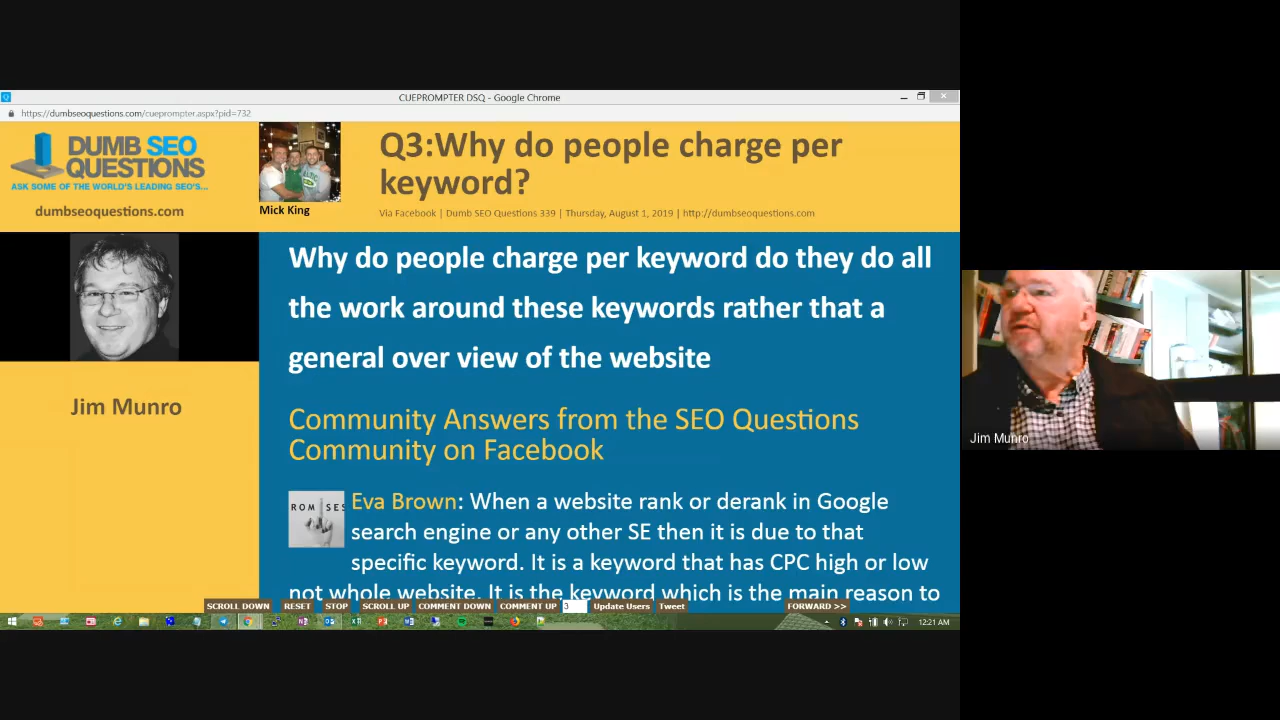 CUEPROMPTER DSQ - Google Chrome
https://dumbseoquestions.com/cueprompter.aspx?pid=732
DUMB SEO
QUESTIONS
ASK SOME OF THE WORLD'S LEADING SEO'S...
dumbseoquestions.com
Mick King
Q3:Why do people charge per
keyword?
Via Facebook | Dumb SEO Questions 339 | Thursday, August 1, 2019 | http://dumbseoquestions.com
Jim Munro
Why do people charge per keyword do they do all
the work around these keywords rather that a
general over view of the website
Community Answers from the SEO Questions
Community on Facebook
ROM SES
Eva Brown: When a website rank or derank in Google
search engine or any other SE then it is due to that
specific keyword. It is a keyword that has CPC high or low
not whole website. It is the keyword which is the main reason to
SCROLL DOWN RESET STOP SCROLL UP COMMENT DOWN COMMENT UP 3 Update Users Tweet FORWARD >>
12:21 AM
Jim Munro